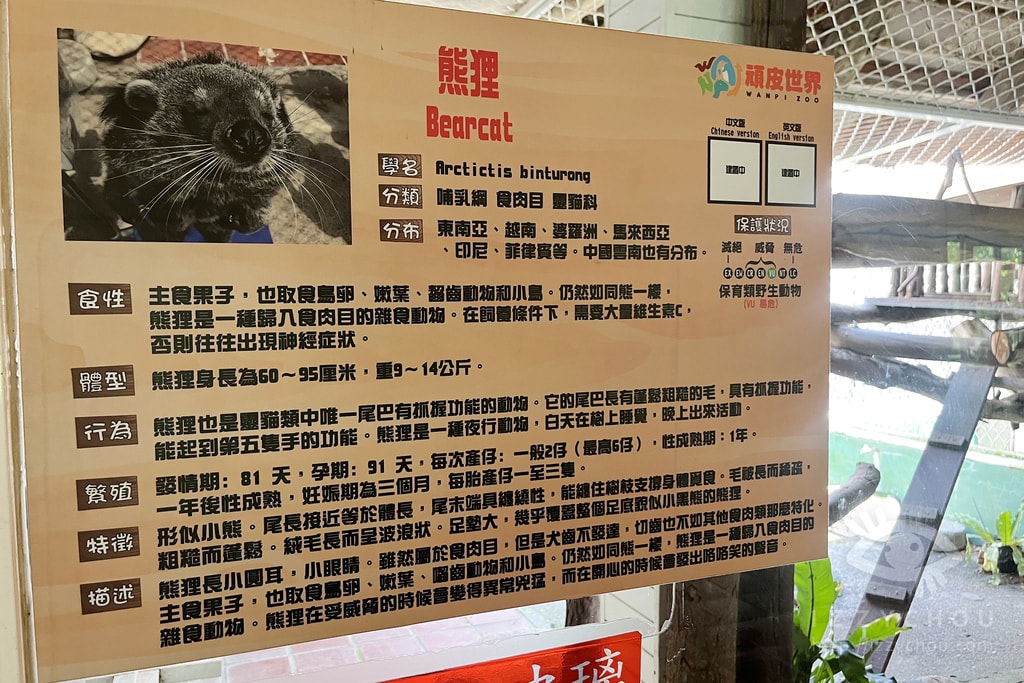 熊狸
Bearcat
頑皮世界
WANPI ZOO
中文版
Chinese version
英文版
English version
建置中
建置中
學名 Arctictis binturong
分類 哺乳綱 食肉目 靈貓科
分布 東南亞、越南、婆羅洲、馬來西亞
、印尼、菲律賓等。中國雲南也有分布。
保護狀況
滅絕 威脅 無危
EX EW CR EN VU NT LC
保育類野生動物
(VU 易危)
食性 主食果子,也取食鳥卵、嫩葉、齧齒動物和小鳥。仍然如同熊一樣,
熊狸是一種歸入食肉目的雜食動物。在飼養條件下,需要大量維生素C,
否則往往出現神經症狀。
體型 熊狸身長為60~95厘米,重9~14公斤。
行為 熊狸也是靈貓類中唯一尾巴有抓握功能的動物。它的尾巴長有蓬鬆粗糙的毛,具有抓握功能,
能起到第五隻手的功能。熊狸是一種夜行動物,白天在樹上睡覺,晚上出來活動。
繁殖 發情期:81 天,孕期:91 天,每次產仔:一般2仔(最高6仔),性成熟期:1年。
一年後性成熟,妊娠期為三個月,每胎產仔一至三隻。
特徵 形似小熊。尾長接近等於體長,尾末端具纏繞性,能纏住樹枝支撐身體覓食。毛被長而稀疏,
粗糙而蓬鬆。絨毛長而呈波浪狀。足墊大,幾乎覆蓋整個足底貌似小黑熊的熊狸。
描述 熊狸長小圓耳,小眼睛。雖然屬於食肉目,但是犬齒不發達,切齒也不如其他食肉類那麼特化。
主食果子,也取食鳥卵、嫩葉、囓齒動物和小鳥。仍然如同熊一樣,熊狸是一種歸入食肉目的
雜食動物。熊狸在受威脅的時候會變得異常兇猛,而在開心的時候會發出咯咯笑的聲音。
璃